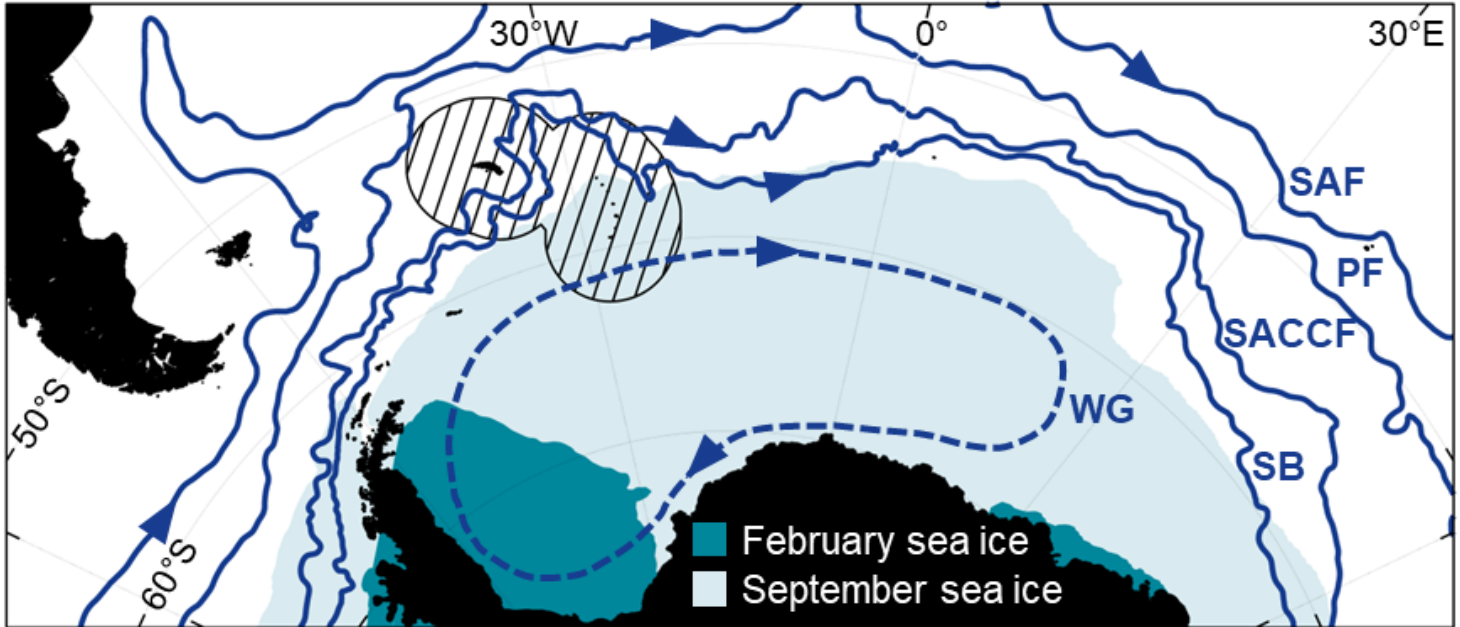 30°W
0°
30°E
SAF
PF
SACCF
50°S
WG
SB
February sea ice
60°S
September sea ice